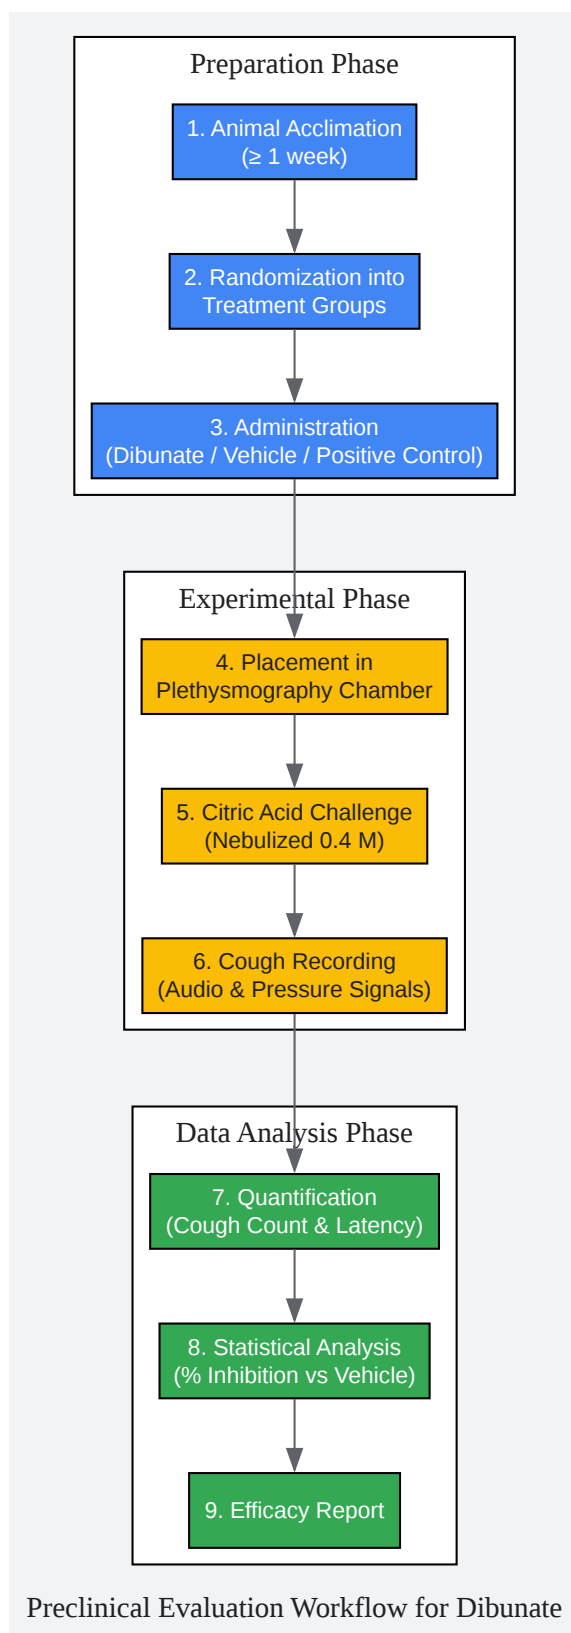 Preparation Phase
1. Animal Acclimation
(≥ 1 week)
2. Randomization into
Treatment Groups
3. Administration
(Dibunate / Vehicle / Positive Control)
Experimental Phase
4. Placement in
Plethysmography Chamber
5. Citric Acid Challenge
(Nebulized 0.4 M)
6. Cough Recording
(Audio & Pressure Signals)
Data Analysis Phase
7. Quantification
(Cough Count & Latency)
8. Statistical Analysis
(% Inhibition vs Vehicle)
9. Efficacy Report
Preclinical Evaluation Workflow for Dibunate